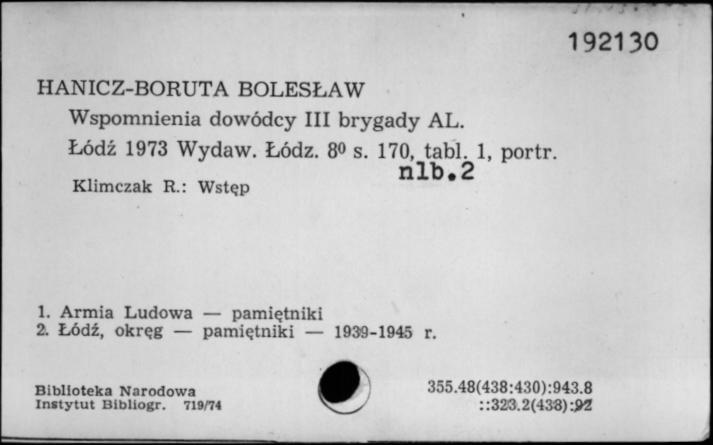 192130
HANICZ-BORUTA BOLESŁAW
Wspomnienia dowódcy III brygady AL.
Łódź 1973 Wydaw. Łódz. 8⁰ s. 170, tabl. 1, portr.
nlb.2
Klimczak R.: Wstęp
1. Armia Ludowa — pamiętniki
2. Łódź, okręg — pamiętniki — 1939-1945 r.
Biblioteka Narodowa
Instytut Bibliogr. 719/74
355.48(438:430):943.8
::323.2(438):92